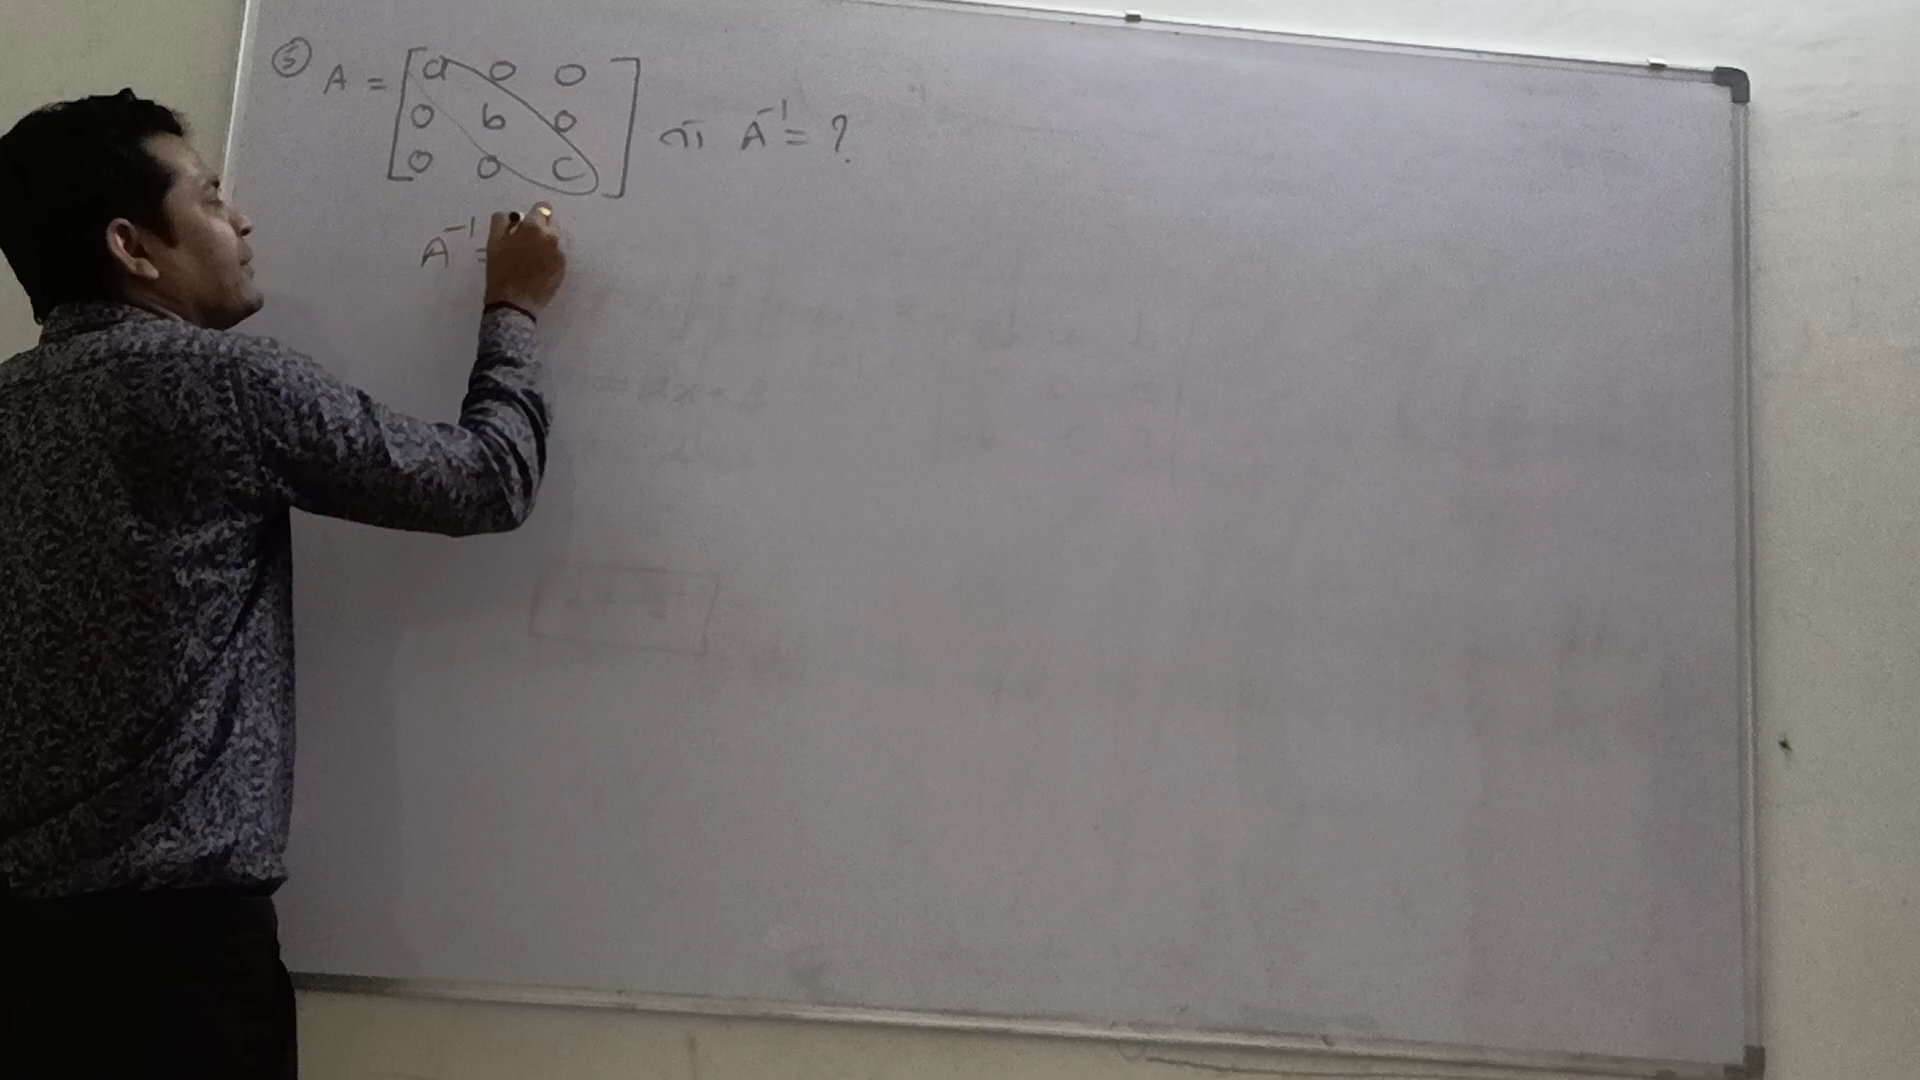 ⑤ A = [a 0 0
0 b 0
0 0 c] તો A⁻¹ = ?
A⁻¹ =